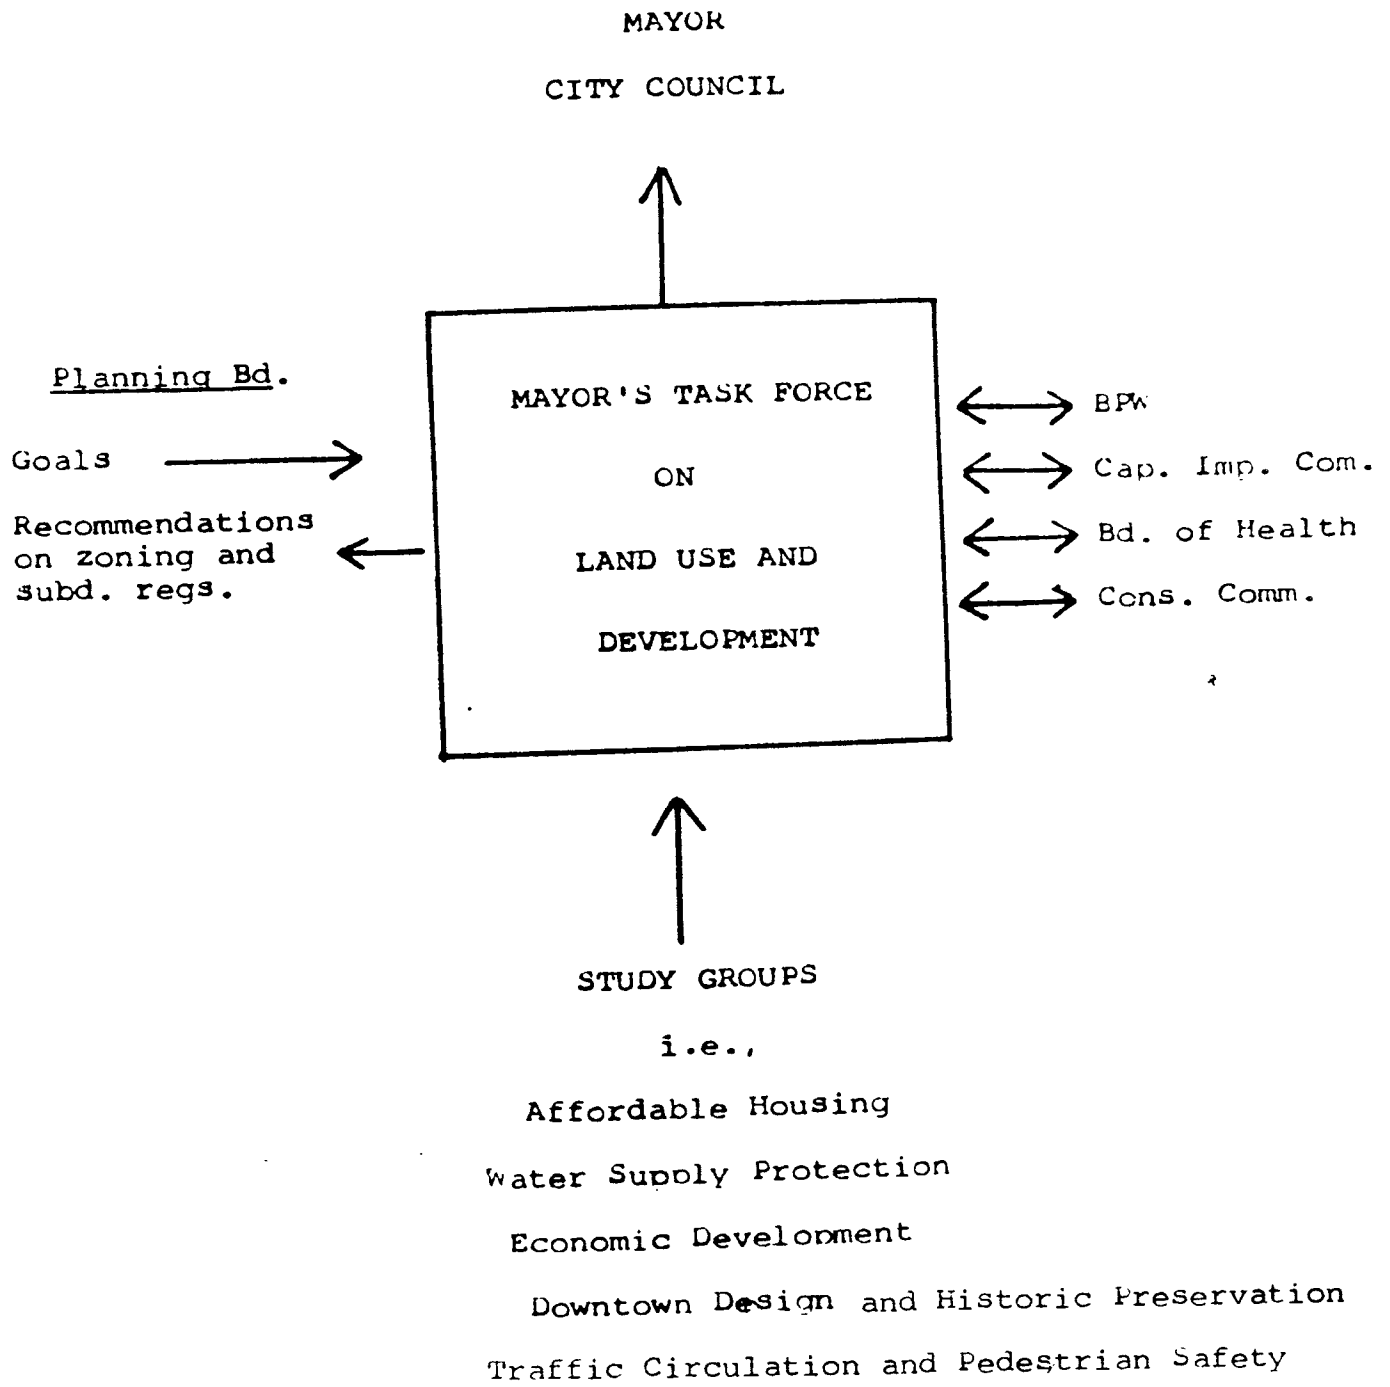 MAYOR
CITY COUNCIL
Planning Bd.
Goals
Recommendations
on zoning and
subd. regs.
MAYOR'S TASK FORCE
ON
LAND USE AND
DEVELOPMENT
BPW
Cap. Imp. Com.
Bd. of Health
Cons. Comm.
STUDY GROUPS
i.e.,
Affordable Housing
Water Supply Protection
Economic Development
Downtown Design and Historic Preservation
Traffic Circulation and Pedestrian Safety